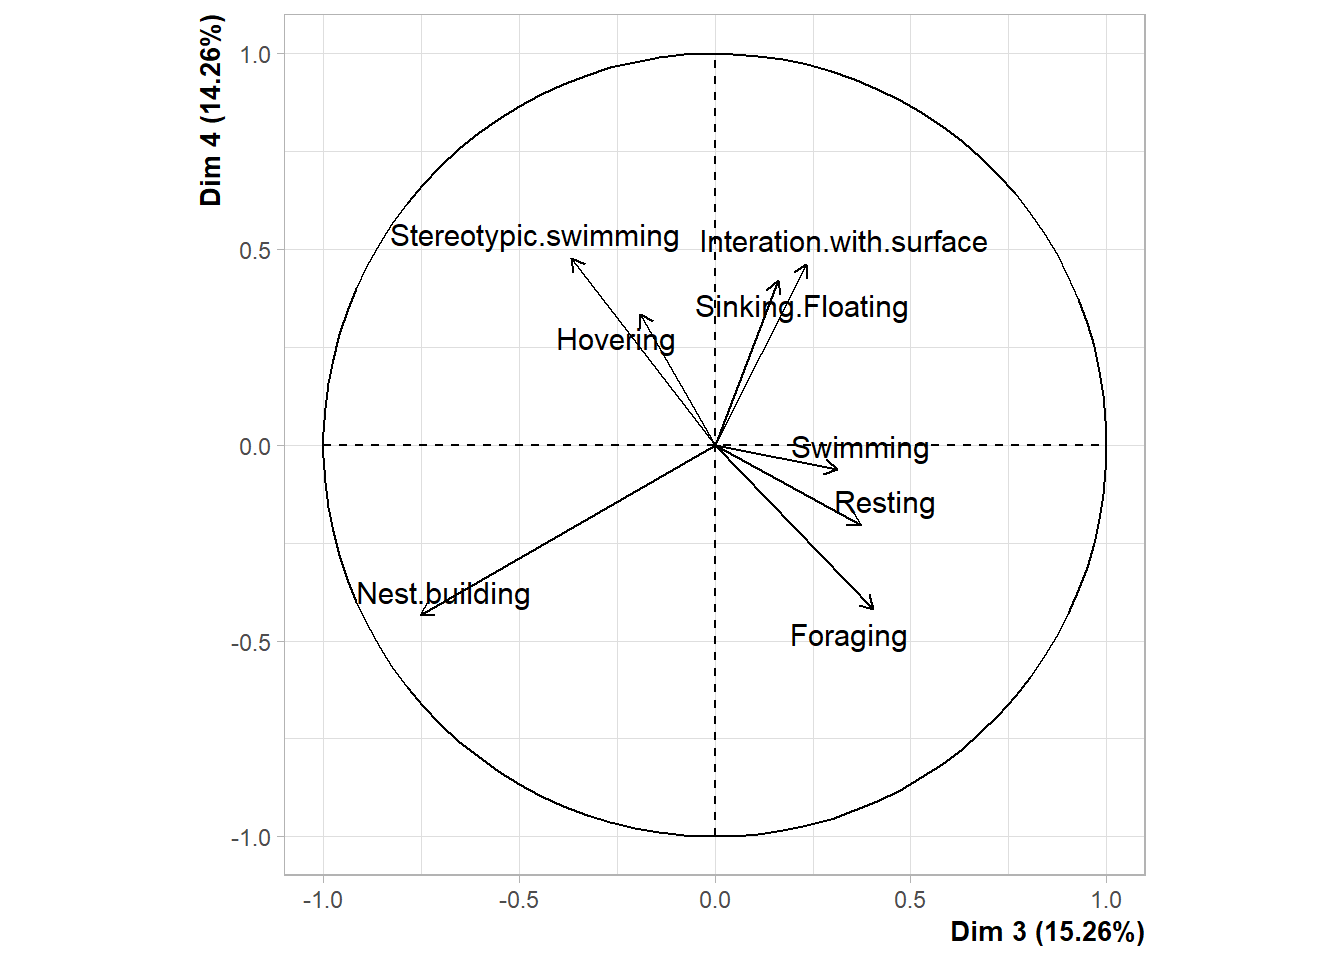 Dim 4 (14.26%)
1.0
0.5
0.0
-0.5
-1.0
Stereotypic.swimming
Interation.with.surface
Sinking.Floating
Hovering
Swimming
Resting
Nest.building
Foraging
-1.0
-0.5
0.0
0.5
1.0
Dim 3 (15.26%)